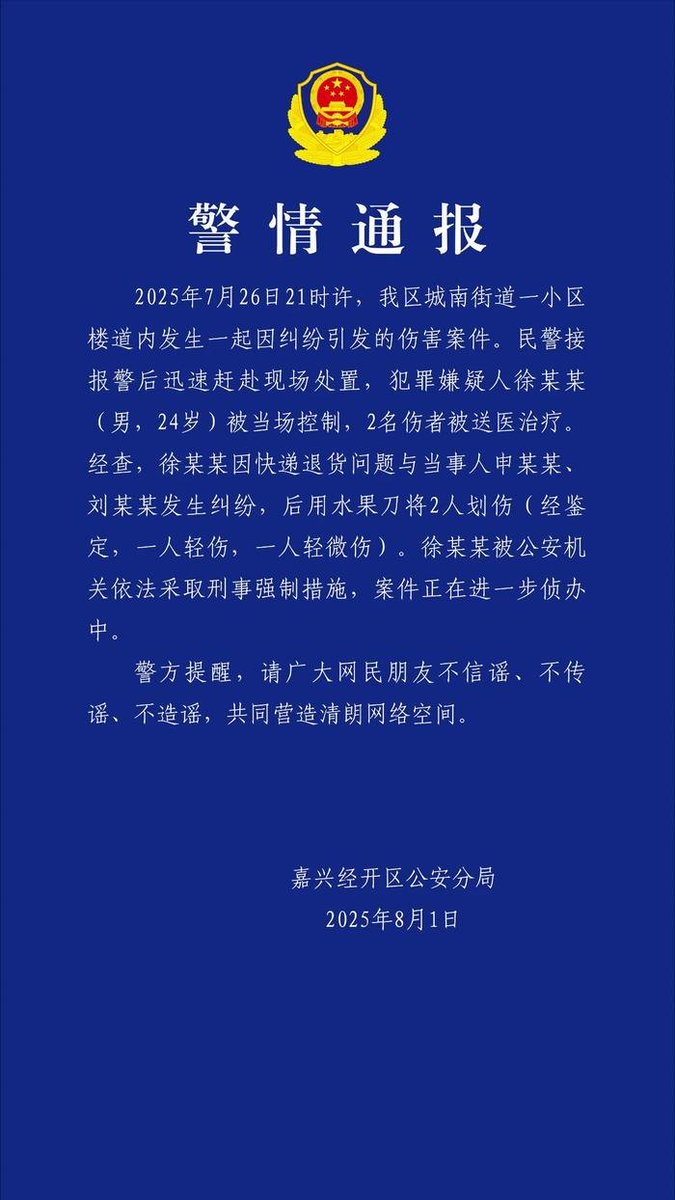 警情通报
2025年7月26日21时许，我区城南街道一小区
楼道内发生一起因纠纷引发的伤害案件。民警接
报警后迅速赶赴现场处置，犯罪嫌疑人徐某某
（男，24岁）被当场控制，2名伤者被送医治疗。
经查，徐某某因快递退货问题与当事人申某某、
刘某某发生纠纷，后用水果刀将2人划伤（经鉴
定，一人轻伤，一人轻微伤）。徐某某被公安机
关依法采取刑事强制措施，案件正在进一步侦办
中。
警方提醒，请广大网民朋友不信谣、不传
谣、不造谣，共同营造清朗网络空间。
嘉兴经开区公安分局
2025年8月1日